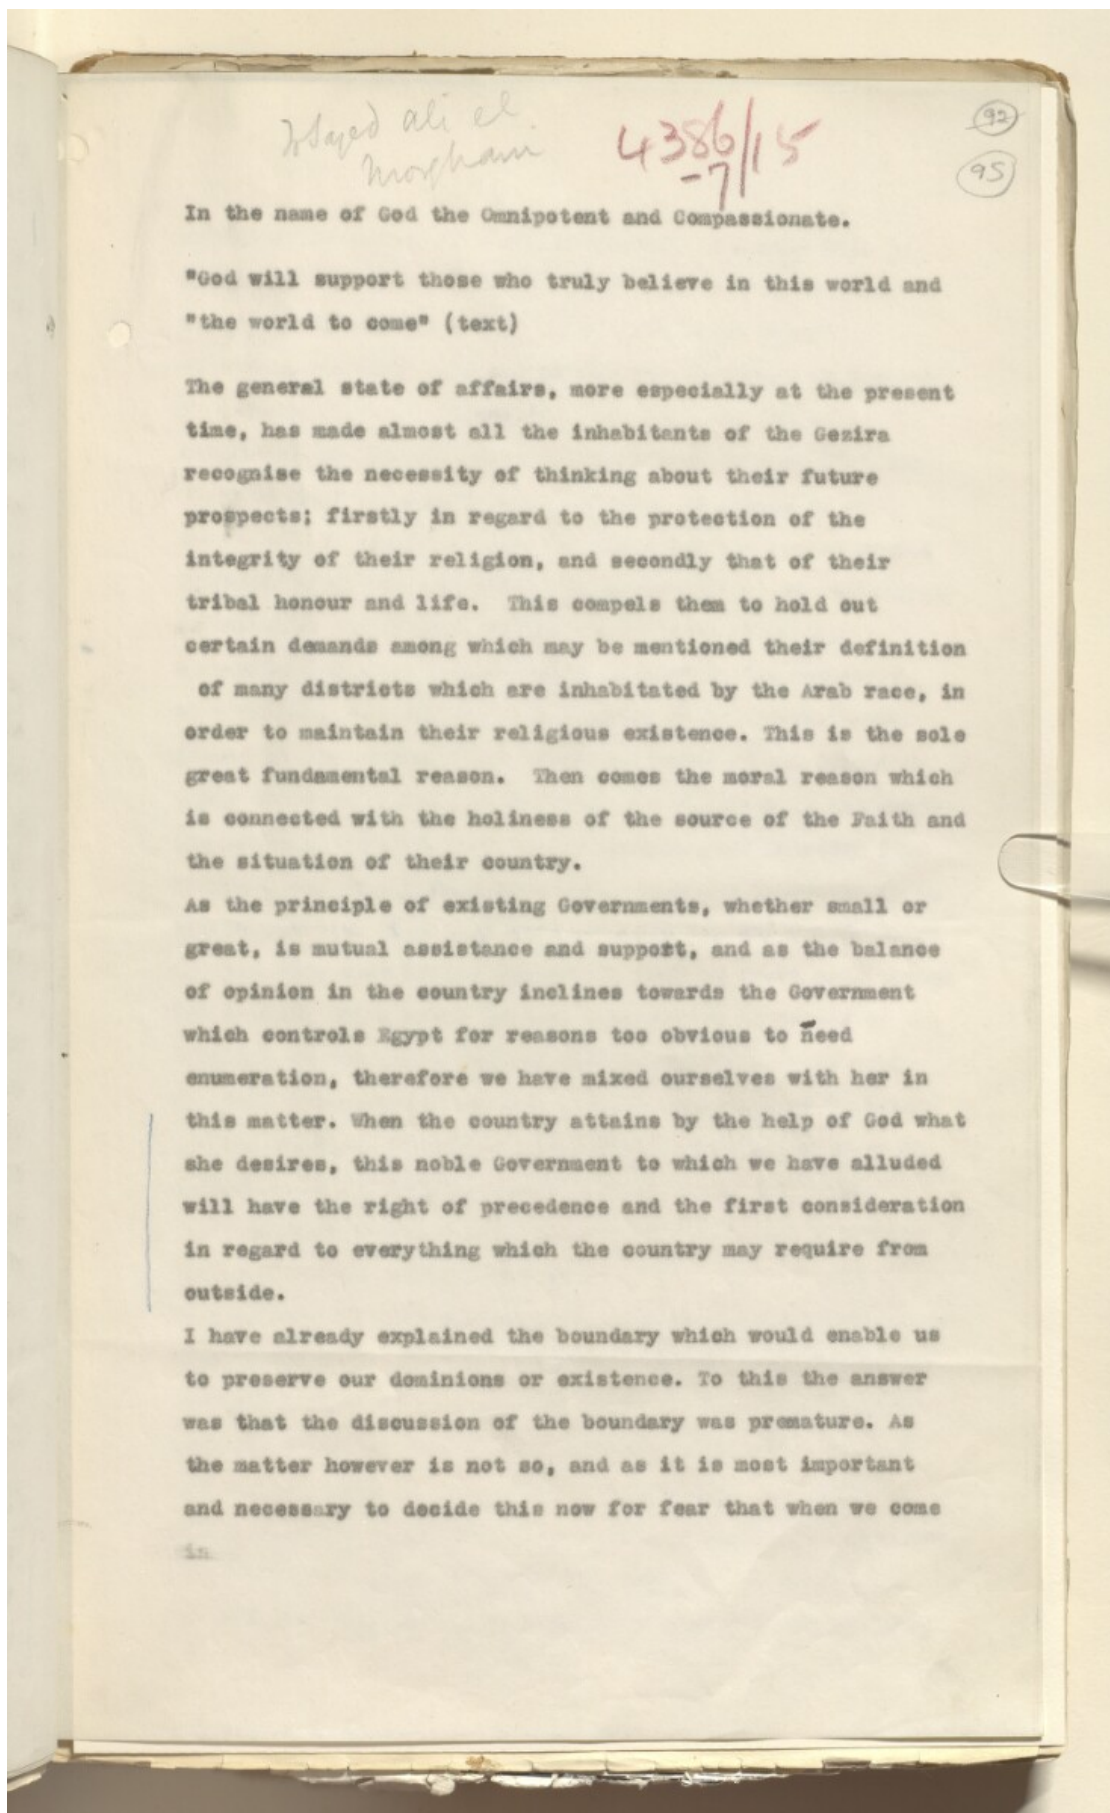 To Sayed Ali el
Morghani.
4386/15
-7
92
95
In the name of God the Omnipotent and Compassionate.
"God will support those who truly believe in this world and
"the world to come" (text)
The general state of affairs, more especially at the present
time, has made almost all the inhabitants of the Gezira
recognise the necessity of thinking about their future
prospects; firstly in regard to the protection of the
integrity of their religion, and secondly that of their
tribal honour and life. This compels them to hold out
certain demands among which may be mentioned their definition
of many districts which are inhabitated by the Arab race, in
order to maintain their religious existence. This is the sole
great fundamental reason. Then comes the moral reason which
is connected with the holiness of the source of the Faith and
the situation of their country.
As the principle of existing Governments, whether small or
great, is mutual assistance and support, and as the balance
of opinion in the country inclines towards the Government
which controls Egypt for reasons too obvious to need
enumeration, therefore we have mixed ourselves with her in
this matter. When the country attains by the help of God what
she desires, this noble Government to which we have alluded
will have the right of precedence and the first consideration
in regard to everything which the country may require from
outside.
I have already explained the boundary which would enable us
to preserve our dominions or existence. To this the answer
was that the discussion of the boundary was premature. As
the matter however is not so, and as it is most important
and necessary to decide this now for fear that when we come
in